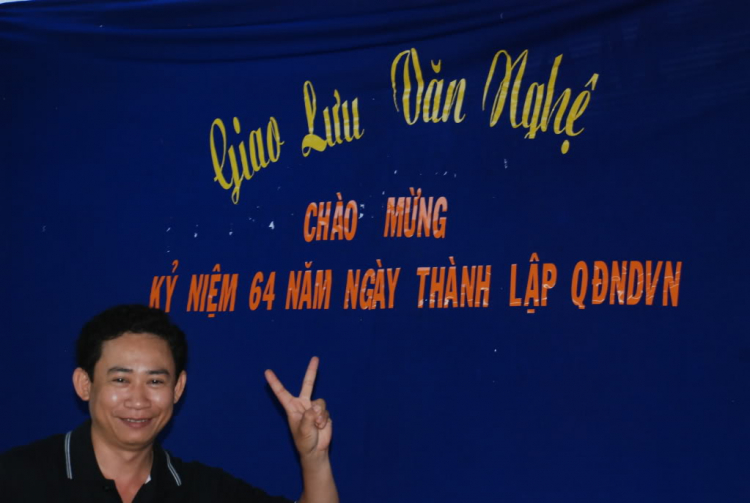 Giao Lưu Văn Nghệ
CHÀO MỪNG
KỶ NIỆM 64 NĂM NGÀY THÀNH LẬP QĐNDVN